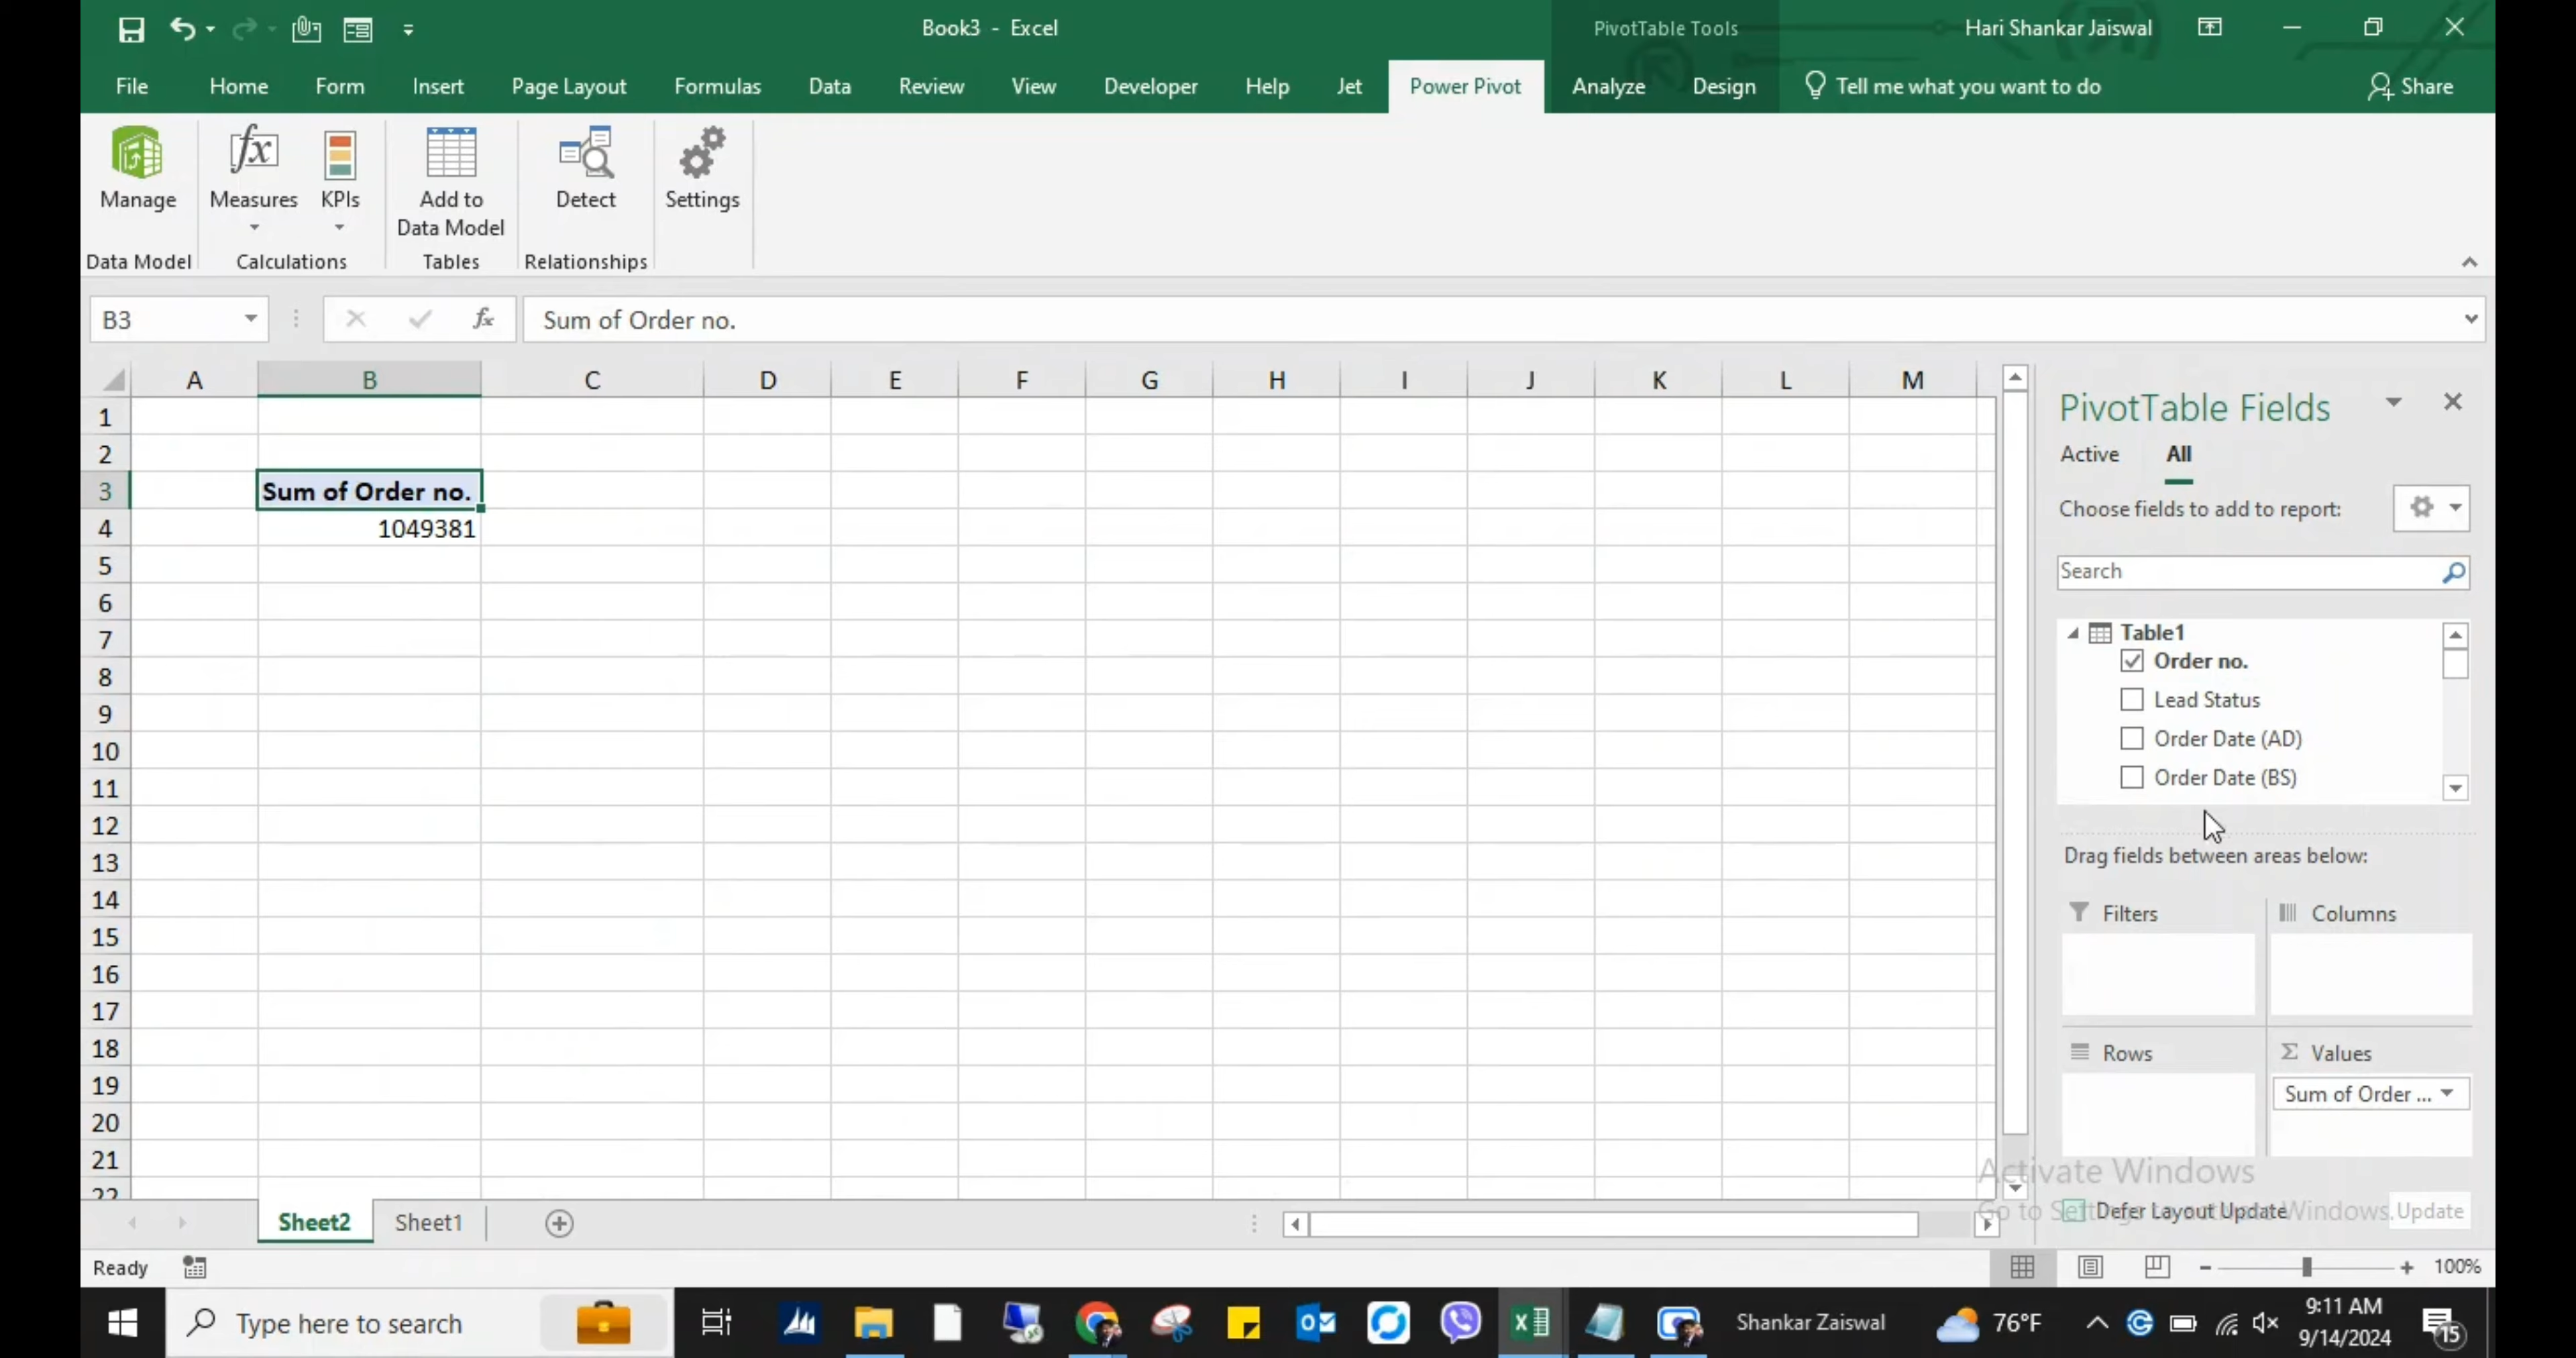 Book3 - Excel
PivotTable Tools
Hari Shankar Jaiswal
File Home Form Insert Page Layout Formulas Data Review View Developer Help Jet Power Pivot Analyze Design Tell me what you want to do Share
Manage
Measures
KPIs
Add to
Data Model
Detect
Settings
Data Model
Calculations
Tables
Relationships
B3
fx
Sum of Order no.
A B C D E F G H I J K L M
1
2
3 Sum of Order no.
4 1049381
5
6
7
8
9
10
11
12
13
14
15
16
17
18
19
20
21
22
PivotTable Fields
Active All
Choose fields to add to report:
Search
Table1
Order no.
Lead Status
Order Date (AD)
Order Date (BS)
Drag fields between areas below:
Filters
Columns
Rows
Σ Values
Sum of Order ...
Activate Windows
Go to Settings to activate Windows.
Defer Layout Update
Update
Sheet2 Sheet1
Ready
100%
Type here to search
Shankar Zaiswal
76°F
9:11 AM
9/14/2024
15